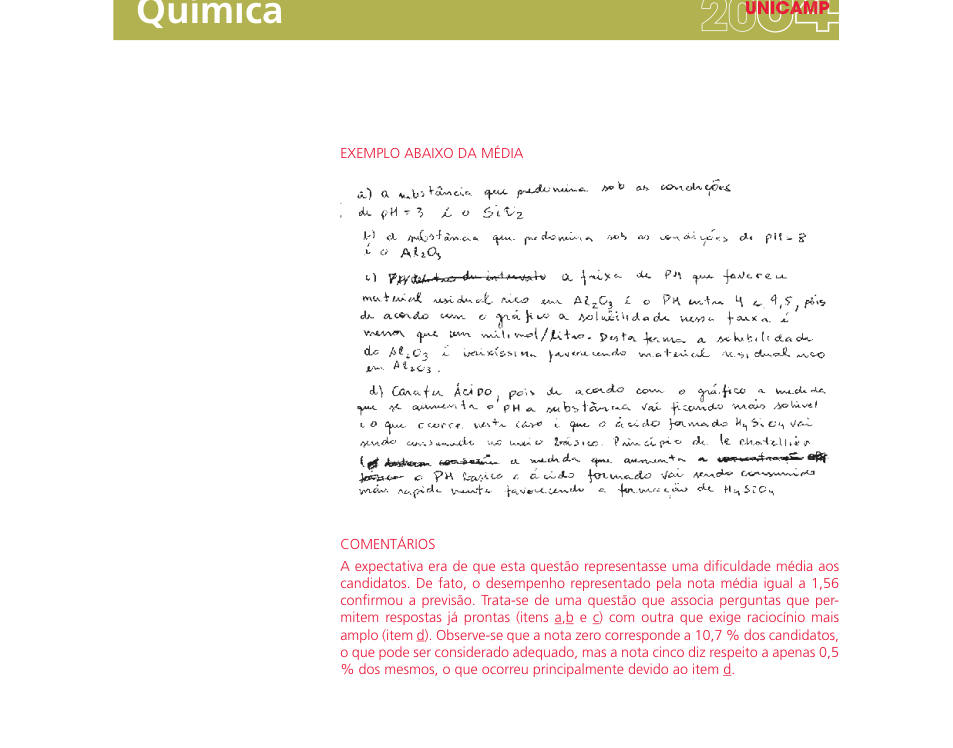 Química
2004
UNICAMP
EXEMPLO ABAIXO DA MÉDIA
a) a substância que predomina sob as condições
de pH = 3 é o SiO2
b) a substância que predomina sob as condições de pH = 8
é o Al2O3
c) a faixa de PH que favorece
material residual rico em Al2O3 é o PH entre 4 e 4,5, pois
de acordo com o gráfico a solubilidade nessa faixa é
menor que um milimol/litro. Desta forma a solubilidade
do Al2O3 é baixíssima favorecendo material residual rico
em Al2O3.
d) Carater Ácido, pois de acordo com o gráfico a medida
que se aumenta o PH a substância vai ficando mais solúvel
e o que ocorre neste caso é que o ácido formado H4SiO4 vai
sendo consumido no meio básico. Princípio de le chatellier
a medida que aumenta a
o PH basico o ácido formado vai sendo consumido
mais rapidamente favorecendo a formação de H4SiO4
COMENTÁRIOS
A expectativa era de que esta questão representasse uma dificuldade média aos
candidatos. De fato, o desempenho representado pela nota média igual a 1,56
confirmou a previsão. Trata-se de uma questão que associa perguntas que per-
mitem respostas já prontas (itens a,b e c) com outra que exige raciocínio mais
amplo (item d). Observe-se que a nota zero corresponde a 10,7 % dos candidatos,
o que pode ser considerado adequado, mas a nota cinco diz respeito a apenas 0,5
% dos mesmos, o que ocorreu principalmente devido ao item d.